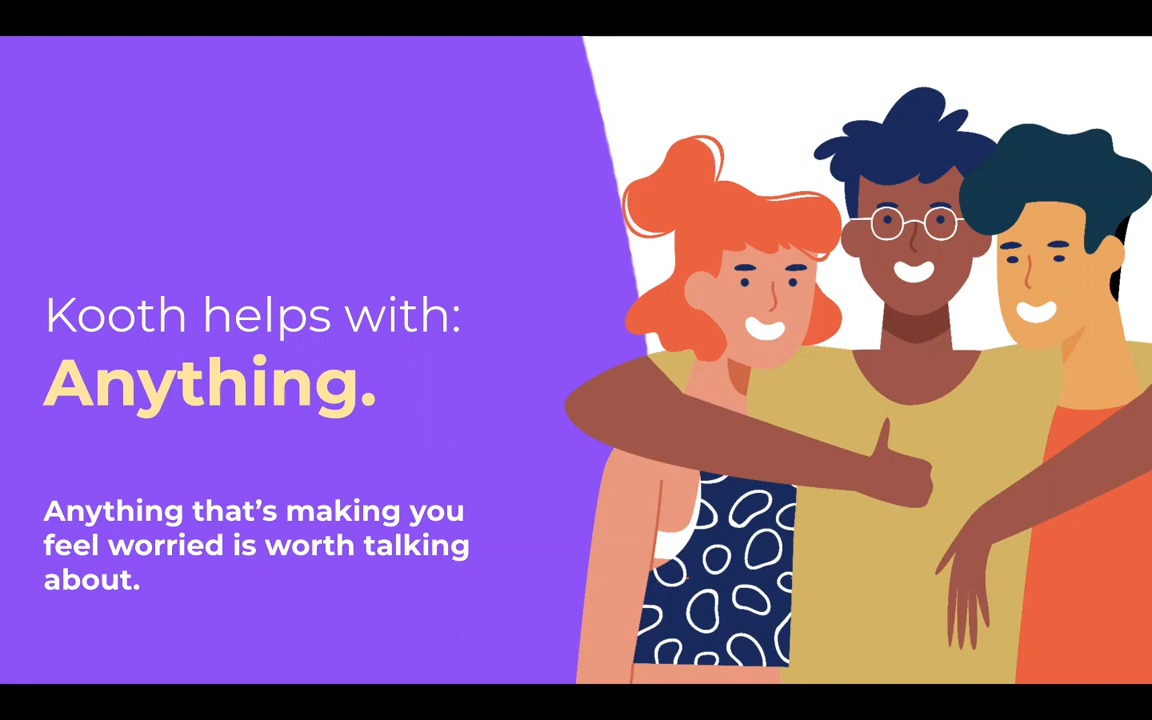 Kooth helps with:
Anything.
Anything that’s making you
feel worried is worth talking
about.